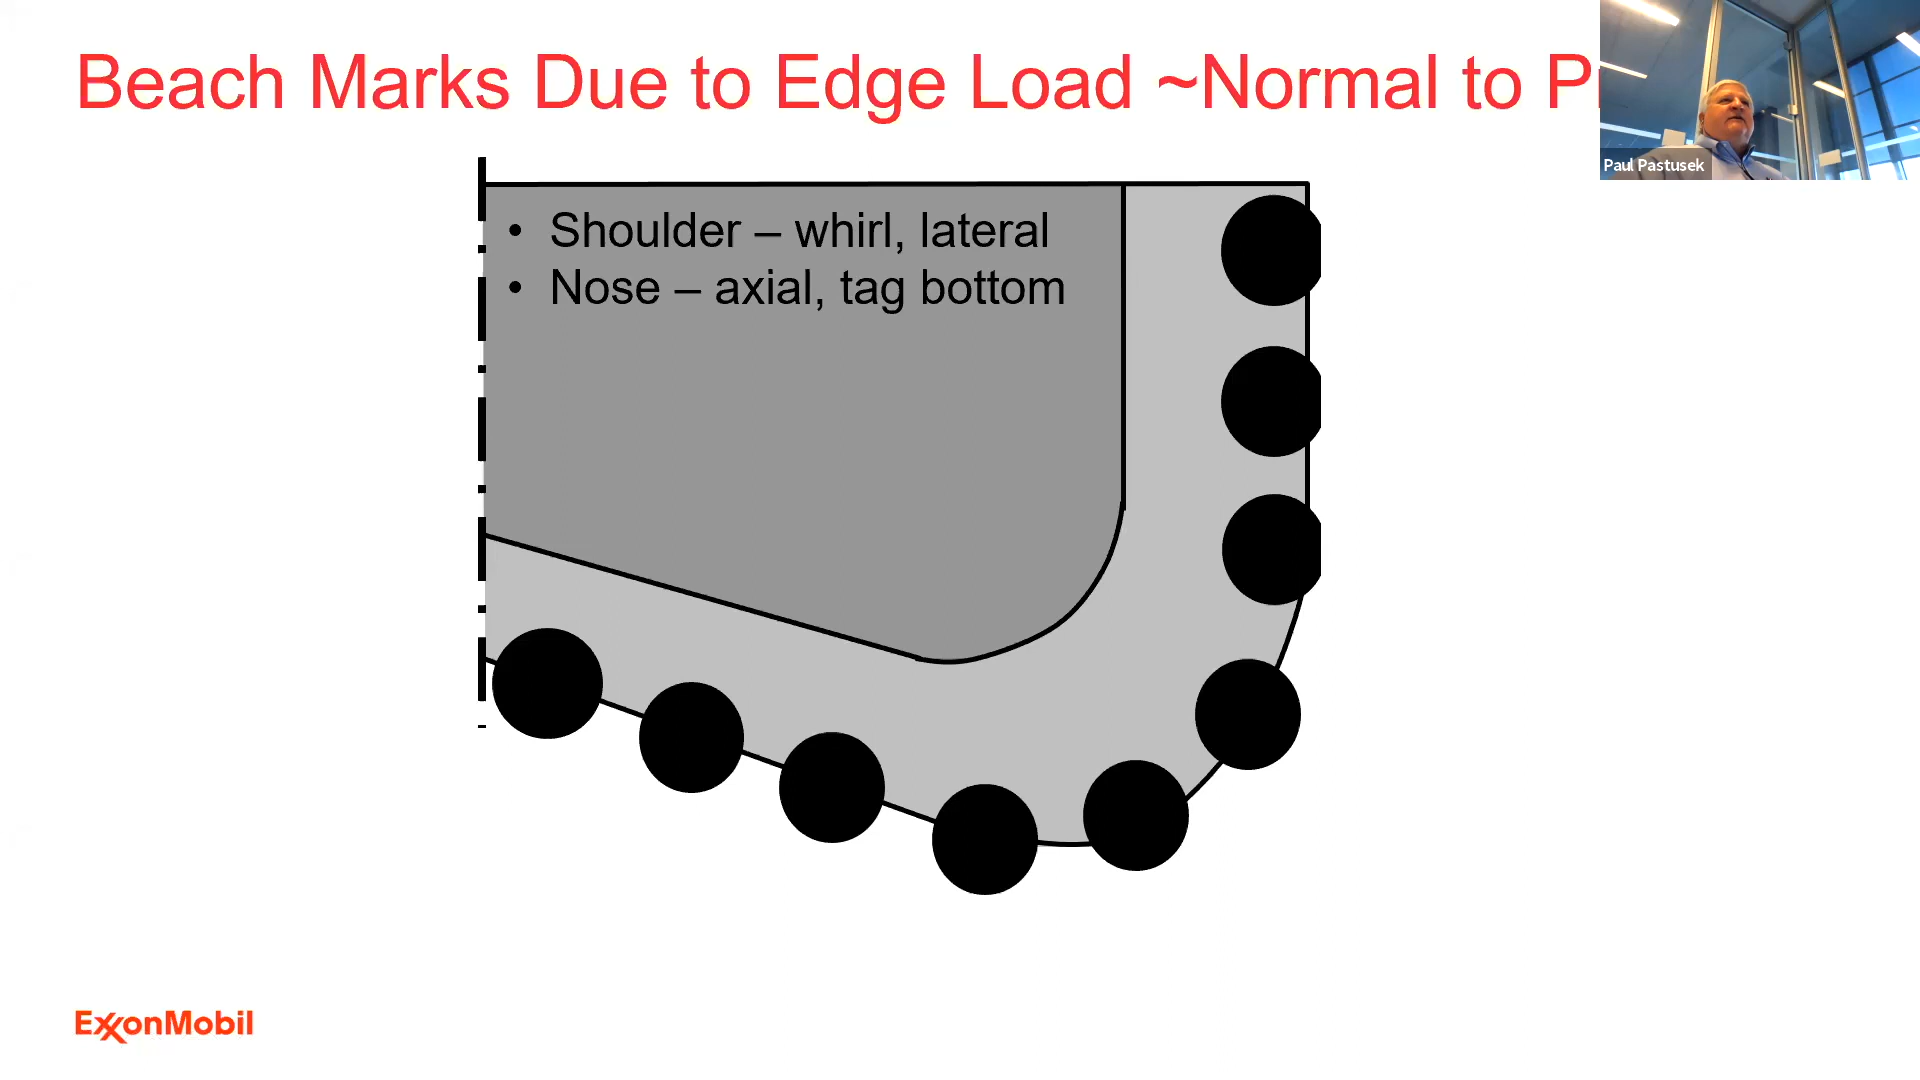 Beach Marks Due to Edge Load ~Normal to
Paul Pastusek
• Shoulder – whirl, lateral
• Nose – axial, tag bottom
ExxonMobil